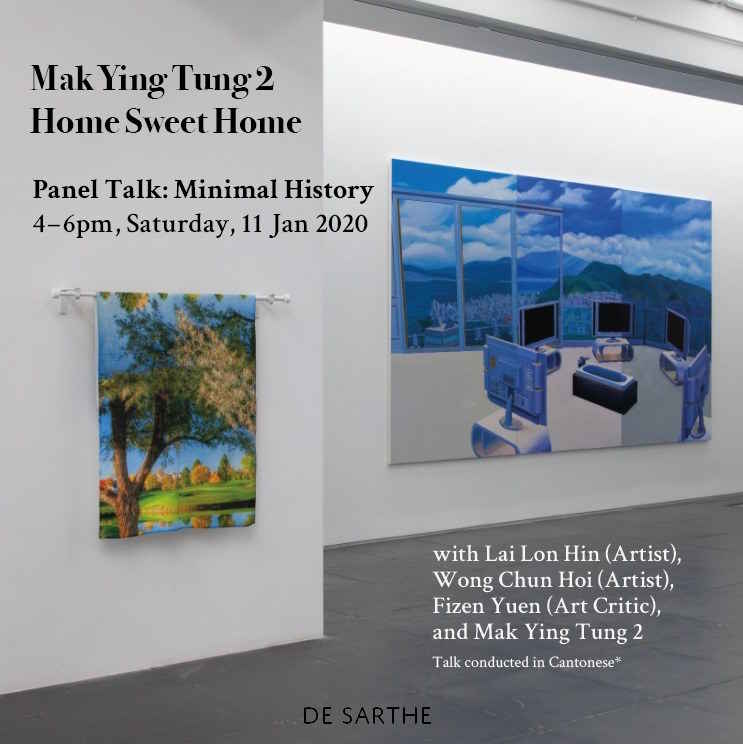 Mak Ying Tung 2
Home Sweet Home
Panel Talk: Minimal History
4–6pm, Saturday, 11 Jan 2020
with Lai Lon Hin (Artist),
Wong Chun Hoi (Artist),
Fizen Yuen (Art Critic),
and Mak Ying Tung 2
Talk conducted in Cantonese*
DE SARTHE